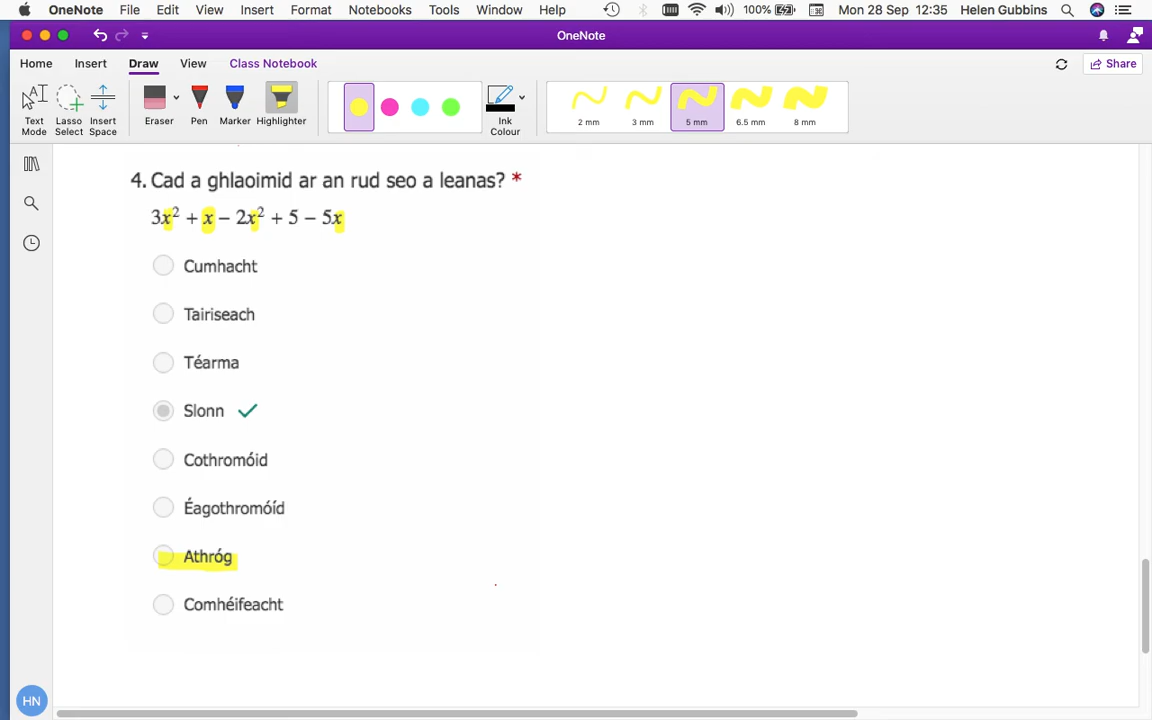 OneNote File Edit View Insert Format Notebooks Tools Window Help 100% Mon 28 Sep 12:35 Helen Gubbins
OneNote
Home Insert Draw View Class Notebook Share
Text Mode
Lasso Select
Insert Space
Eraser
Pen
Marker
Highlighter
Ink Colour
2 mm 3 mm 5 mm 6.5 mm 8 mm
4. Cad a ghlaoimid ar an rud seo a leanas? *
3x² + x − 2x² + 5 − 5x
Cumhacht
Tairiseach
Téarma
Slonn
Cothromóid
Éagothromóíd
Athróg
Comhéifeacht
HN